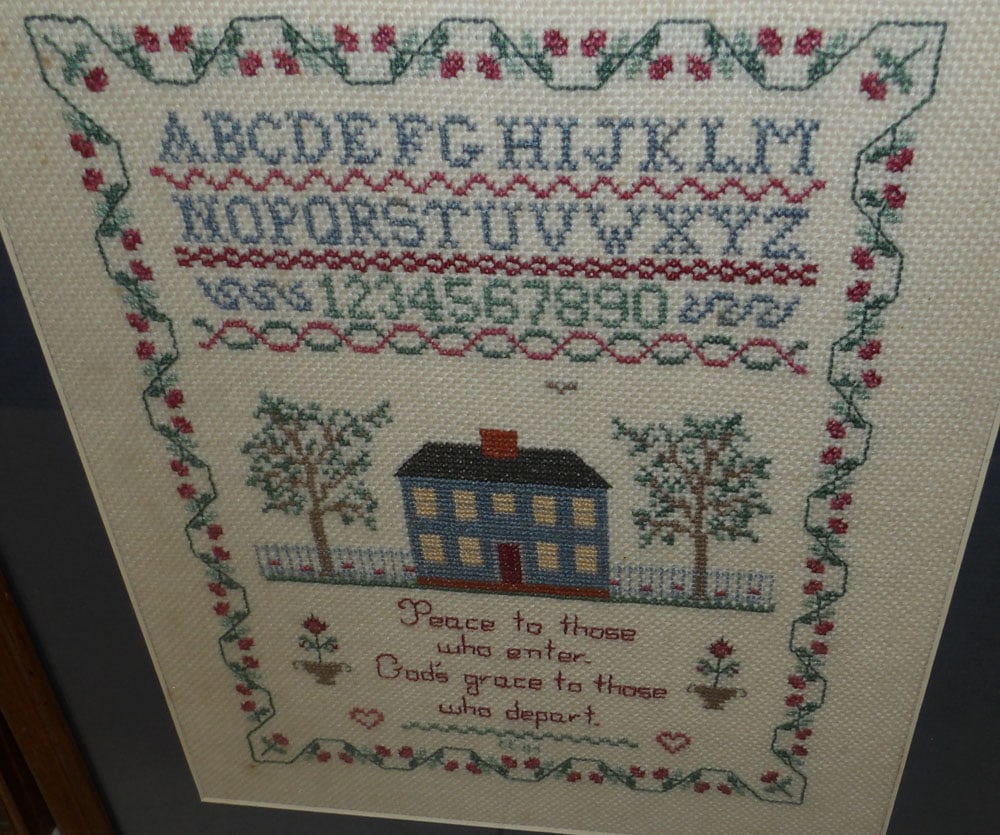 ABCDEFGHIJKLM
NOPQRSTUVWXYZ
1234567890
Peace to those
who enter.
God's grace to those
who depart.